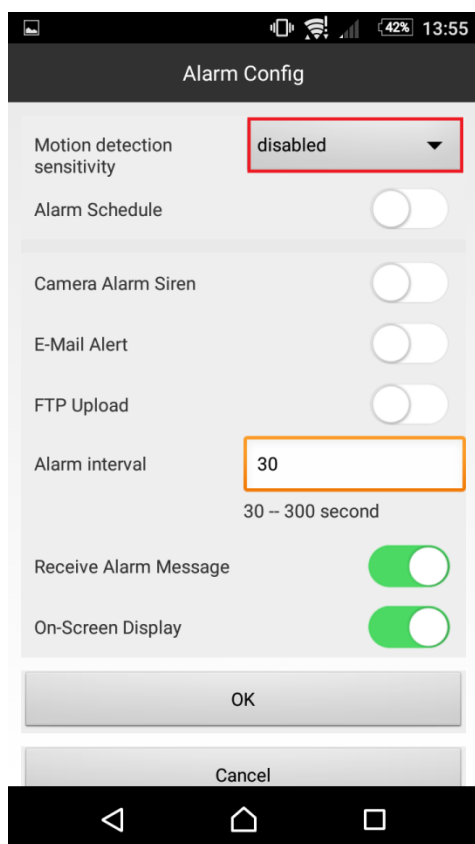 42% 13:55
Alarm Config
Motion detection
sensitivity
disabled
Alarm Schedule
Camera Alarm Siren
E-Mail Alert
FTP Upload
Alarm interval
30
30 -- 300 second
Receive Alarm Message
On-Screen Display
OK
Cancel